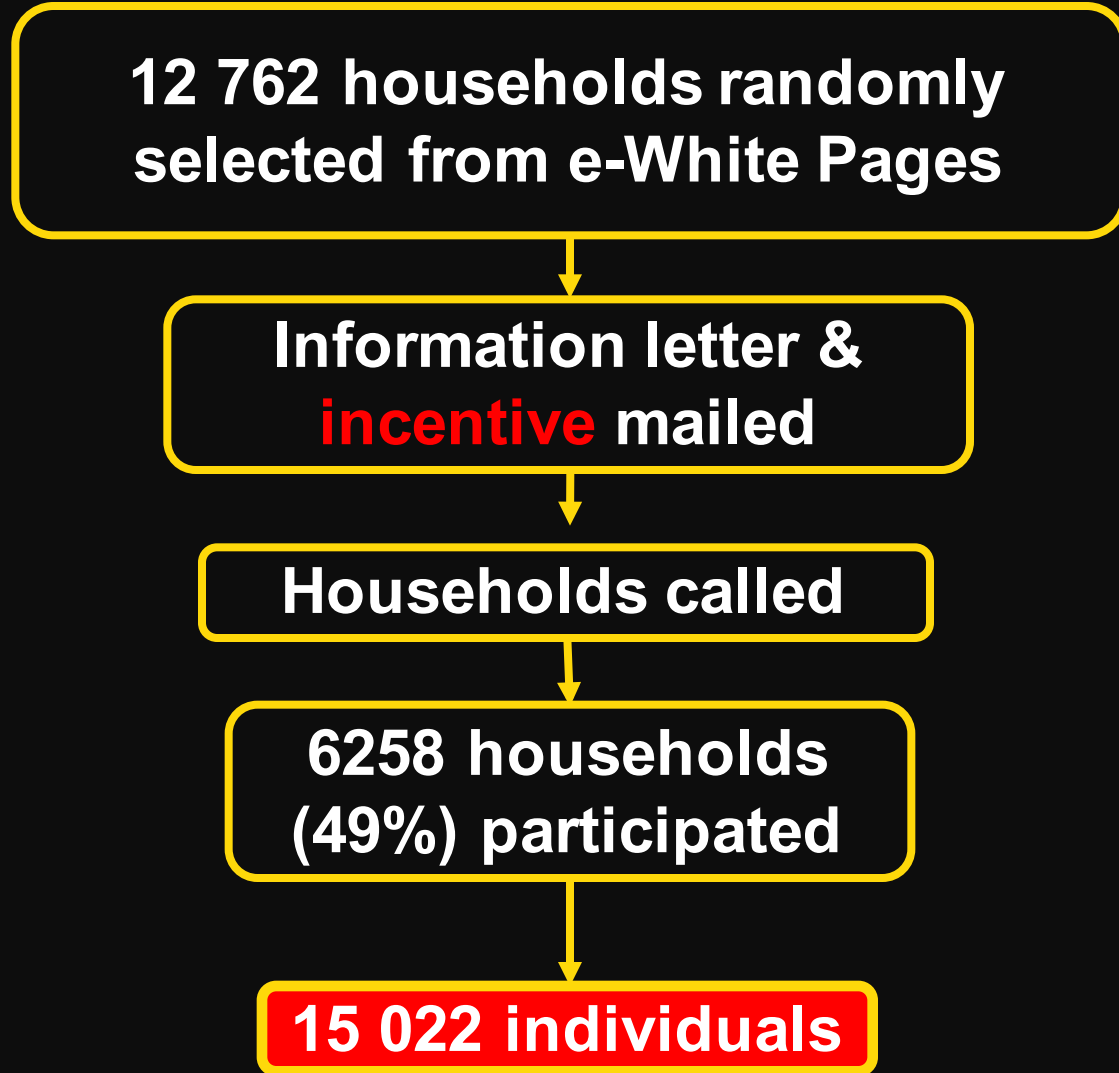 12 762 households randomly
selected from e-White Pages
Information letter &
incentive mailed
Households called
6258 households
(49%) participated
15 022 individuals